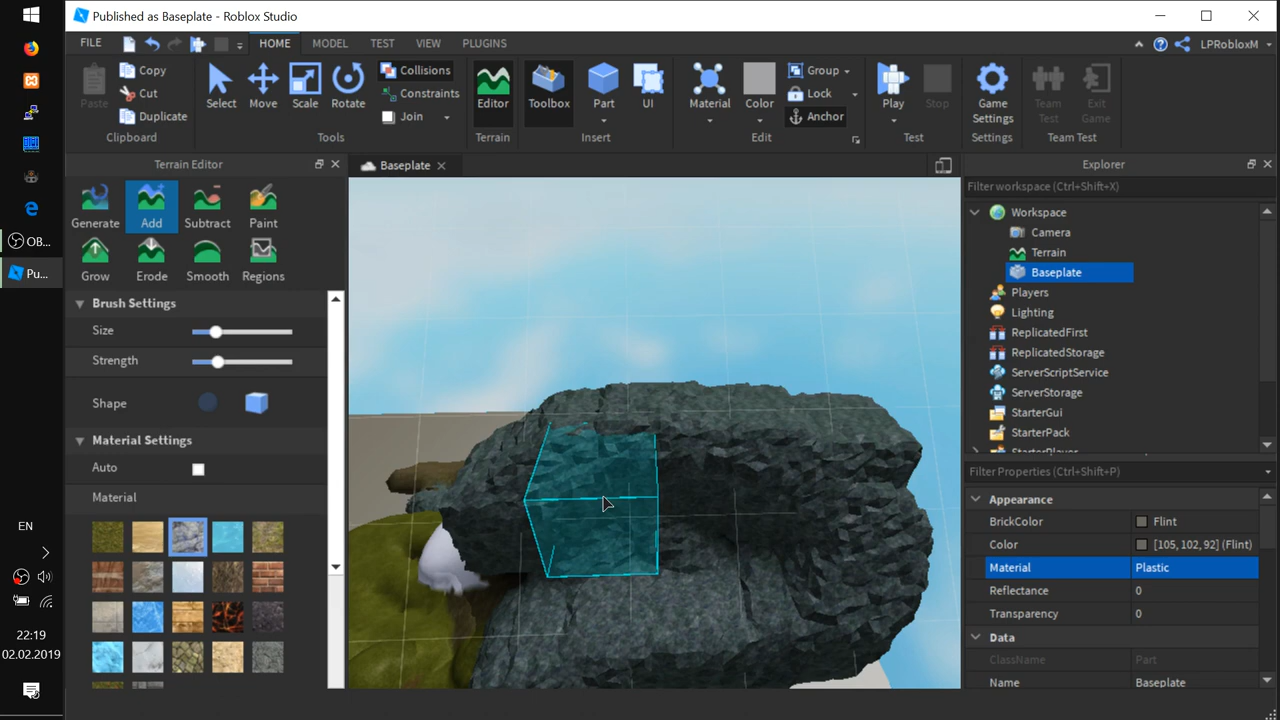 Published as Baseplate - Roblox Studio
FILE HOME MODEL TEST VIEW PLUGINS LPRobloxM
Paste Copy Cut Duplicate Clipboard
Select Move Scale Rotate Collisions Constraints Join Tools
Editor Terrain
Toolbox Part UI Insert
Material Color Group Lock Anchor Edit
Play Stop Test
Game Settings Settings
Team Test Exit Game Team Test
Terrain Editor
Generate Add Subtract Paint
Grow Erode Smooth Regions
Brush Settings
Size
Strength
Shape
Material Settings
Auto
Material
Baseplate
Explorer
Filter workspace (Ctrl+Shift+X)
Workspace
Camera
Terrain
Baseplate
Players
Lighting
ReplicatedFirst
ReplicatedStorage
ServerScriptService
ServerStorage
StarterGui
StarterPack
StarterPlayer
Filter Properties (Ctrl+Shift+P)
Appearance
BrickColor Flint
Color [105, 102, 92] (Flint)
Material Plastic
Reflectance 0
Transparency 0
Data
ClassName Part
Name Baseplate
OB...
Pu...
EN
22:19
02.02.2019